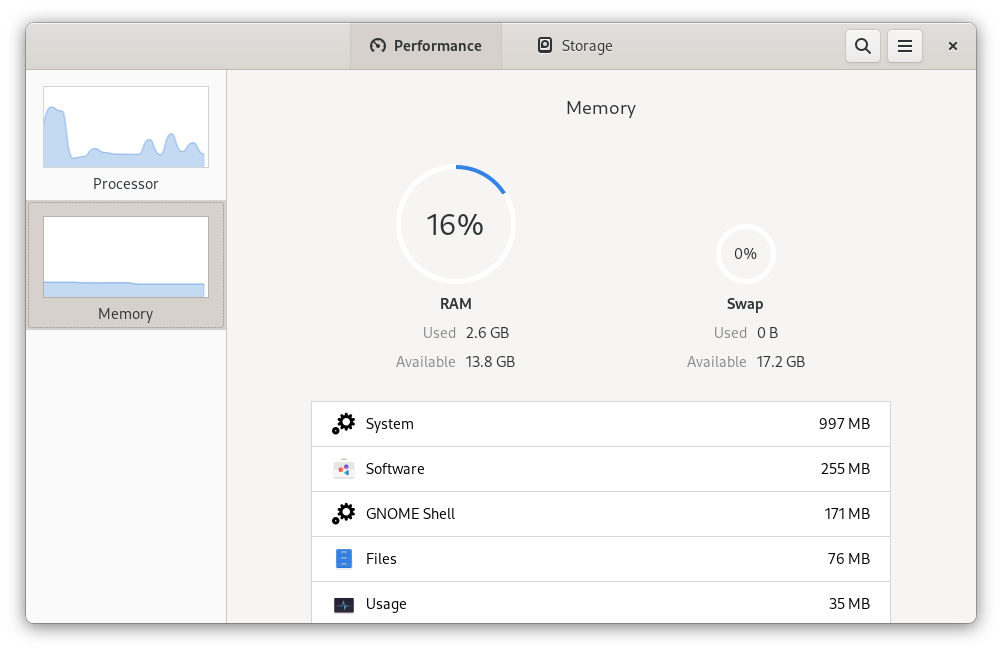 Performance Storage
Processor
Memory
Memory
16%
0%
RAM
Used 2.6 GB
Available 13.8 GB
Swap
Used 0 B
Available 17.2 GB
System 997 MB
Software 255 MB
GNOME Shell 171 MB
Files 76 MB
Usage 35 MB